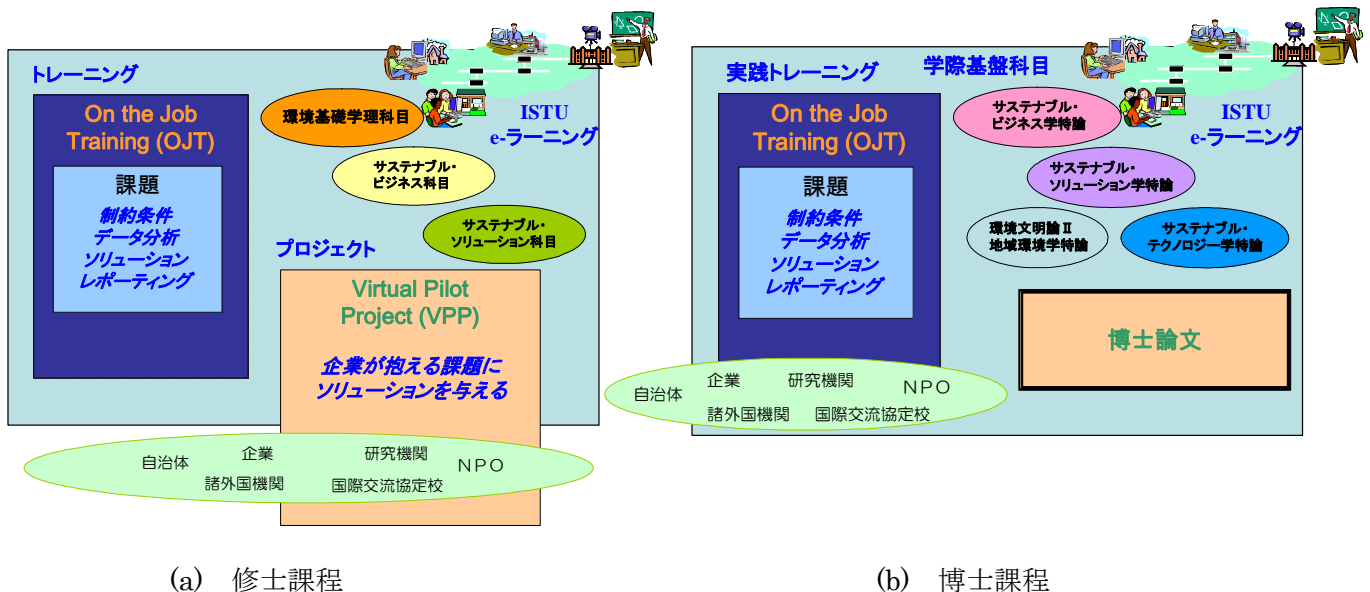 トレーニング
On the Job
Training (OJT)
課題
制約条件
データ分析
ソリューション
レポーティング
環境基礎学理科目
ISTU
e-ラーニング
サステナブル・
ビジネス科目
サステナブル・
ソリューション科目
プロジェクト
Virtual Pilot
Project (VPP)
企業が抱える課題に
ソリューションを与える
自治体
企業
研究機関
NPO
諸外国機関
国際交流協定校
(a) 修士課程
実践トレーニング
学際基盤科目
On the Job
Training (OJT)
課題
制約条件
データ分析
ソリューション
レポーティング
サステナブル・
ビジネス学特論
ISTU
e-ラーニング
サステナブル・
ソリューション学特論
環境文明論Ⅱ
地域環境学特論
サステナブル・
テクノロジー学特論
博士論文
自治体
企業
研究機関
NPO
諸外国機関
国際交流協定校
(b) 博士課程